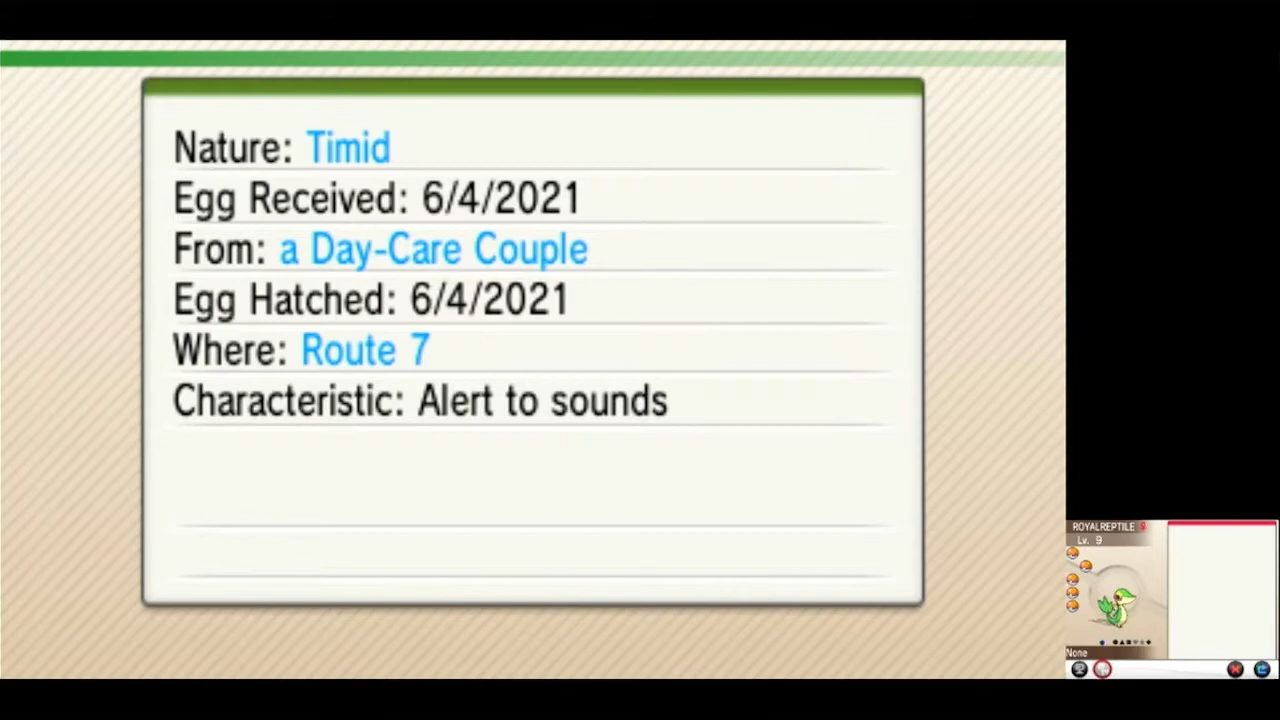 Nature: Timid
Egg Received: 6/4/2021
From: a Day-Care Couple
Egg Hatched: 6/4/2021
Where: Route 7
Characteristic: Alert to sounds
ROYALREPTILE
Lv. 9
None